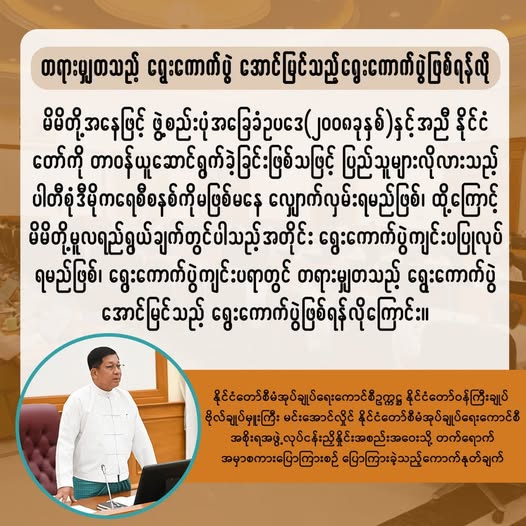 တရားမျှတသည့် ရွေးကောက်ပွဲ အောင်မြင်သည့်ရွေးကောက်ပွဲဖြစ်ရန်လို
မိမိတို့အနေဖြင့် ဖွဲ့စည်းပုံအခြေခံဥပဒေ(၂၀၀၈ခုနှစ်)နှင့်အညီ နိုင်ငံ
တော်ကို တာဝန်ယူဆောင်ရွက်ခဲ့ခြင်းဖြစ်သဖြင့် ပြည်သူများလိုလားသည့်
ပါတီစုံဒီမိုကရေစီစနစ်ကိုမဖြစ်မနေ လျှောက်လှမ်းရမည်ဖြစ်၊ ထို့ကြောင့်
မိမိတို့မူလရည်ရွယ်ချက်တွင်ပါသည့်အတိုင်း ရွေးကောက်ပွဲကျင်းပပြုလုပ်
ရမည်ဖြစ်၊ ရွေးကောက်ပွဲကျင်းပရာတွင် တရားမျှတသည့် ရွေးကောက်ပွဲ
အောင်မြင်သည့် ရွေးကောက်ပွဲဖြစ်ရန်လိုကြောင်း။
နိုင်ငံတော်စီမံအုပ်ချုပ်ရေးကောင်စီဥက္ကဋ္ဌ နိုင်ငံတော်ဝန်ကြီးချုပ်
ဗိုလ်ချုပ်မှူးကြီး မင်းအောင်လှိုင် နိုင်ငံတော်စီမံအုပ်ချုပ်ရေးကောင်စီ
အစိုးရအဖွဲ့လုပ်ငန်းညှိနှိုင်းအစည်းအဝေးသို့ တက်ရောက်
အမှာစကားပြောကြားစဉ် ပြောကြားခဲ့သည့်ကောက်နုတ်ချက်